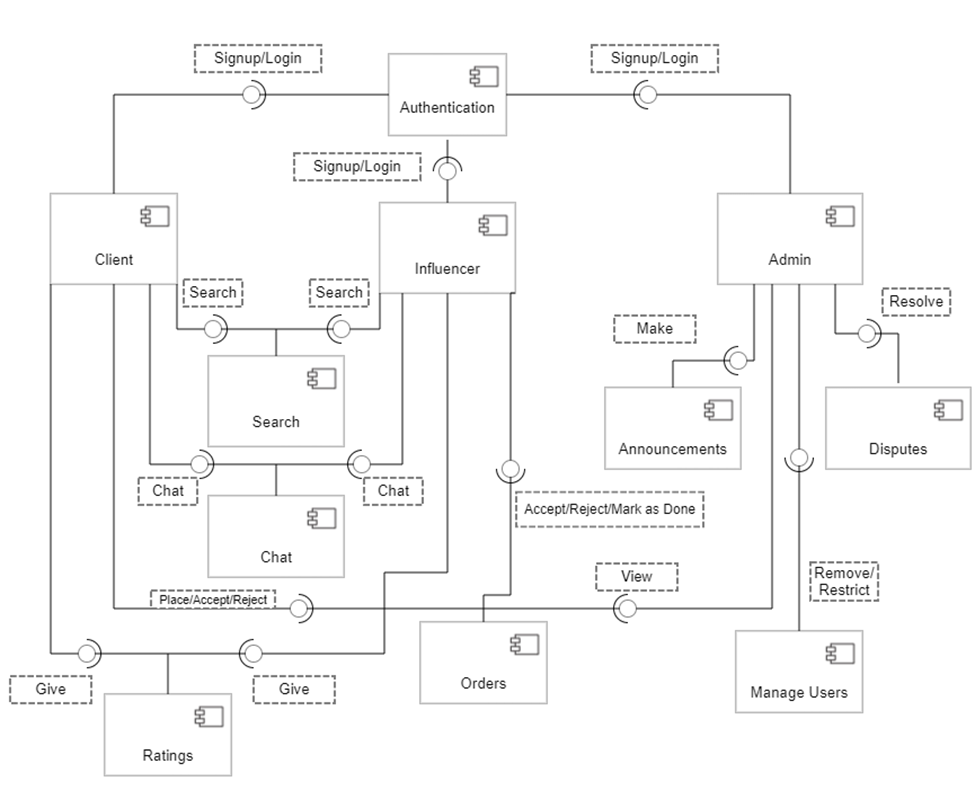 Signup/Login
Signup/Login
Authentication
Signup/Login
Client
Influencer
Admin
Search
Search
Resolve
Make
Search
Announcements
Disputes
Chat
Chat
Accept/Reject/Mark as Done
Chat
View
Remove/
Restrict
Place/Accept/Reject
Give
Give
Orders
Manage Users
Ratings